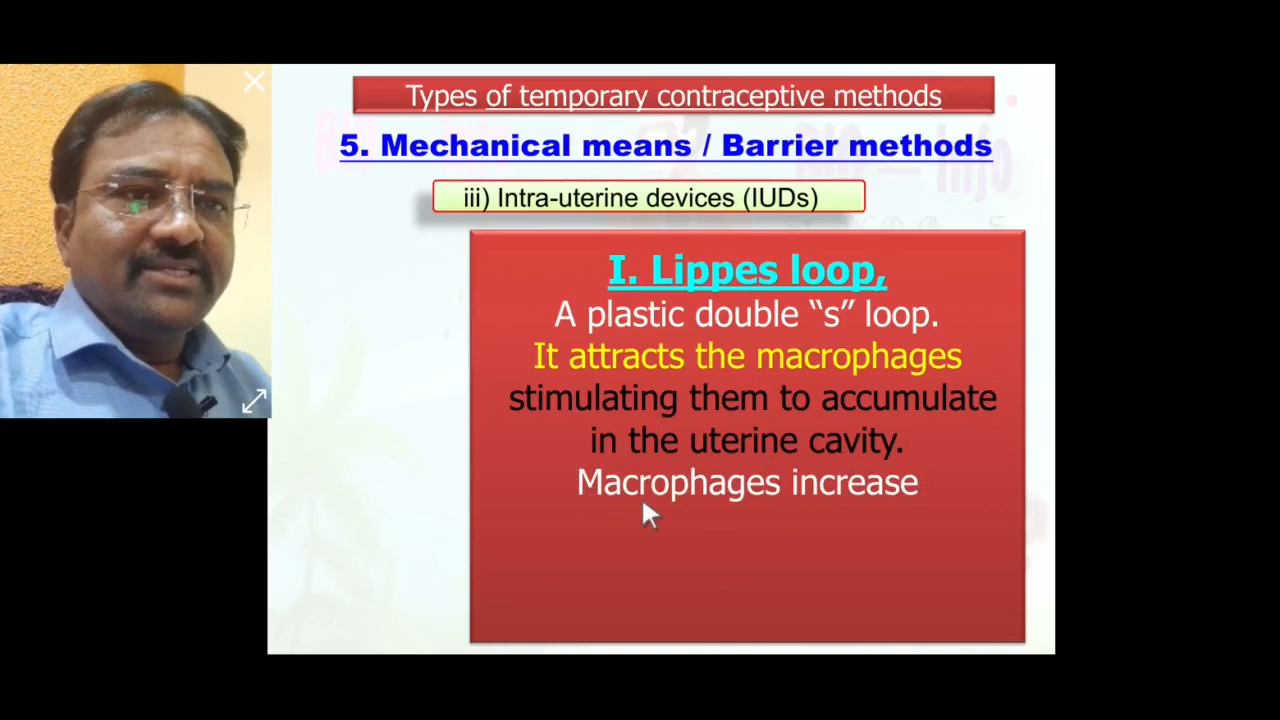 Types of temporary contraceptive methods
5. Mechanical means / Barrier methods
iii) Intra-uterine devices (IUDs)
I. Lippes loop,
A plastic double “s” loop.
It attracts the macrophages
stimulating them to accumulate
in the uterine cavity.
Macrophages increase